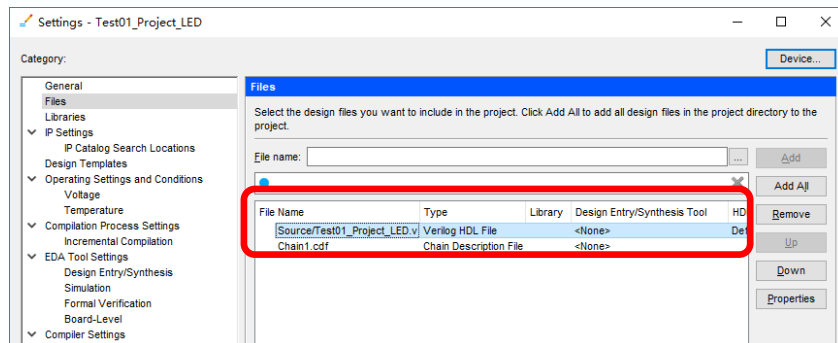 Settings - Test01_Project_LED
Category:
Device...
General
Files
Libraries
IP Settings
IP Catalog Search Locations
Design Templates
Operating Settings and Conditions
Voltage
Temperature
Compilation Process Settings
Incremental Compilation
EDA Tool Settings
Design Entry/Synthesis
Simulation
Formal Verification
Board-Level
Compiler Settings
Files
Select the design files you want to include in the project. Click Add All to add all design files in the project directory to the
project.
File name:
...
Add
Add All
File Name Type Library Design Entry/Synthesis Tool HD
Source/Test01_Project_LED.v Verilog HDL File <None> Def
Chain1.cdf Chain Description File <None>
Remove
Up
Down
Properties